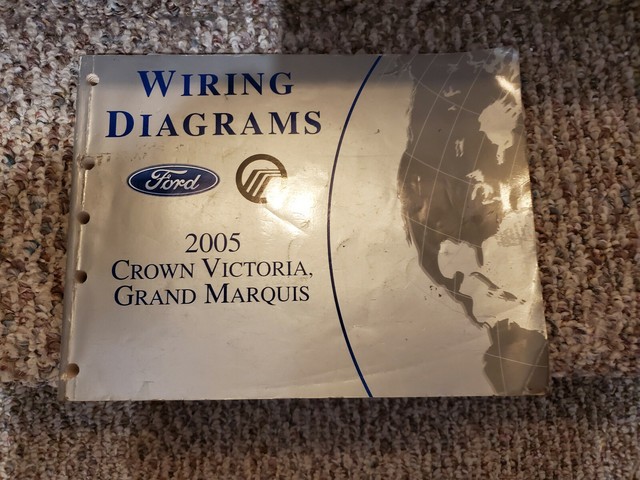 WIRING
DIAGRAMS
Ford
2005
CROWN VICTORIA,
GRAND MARQUIS